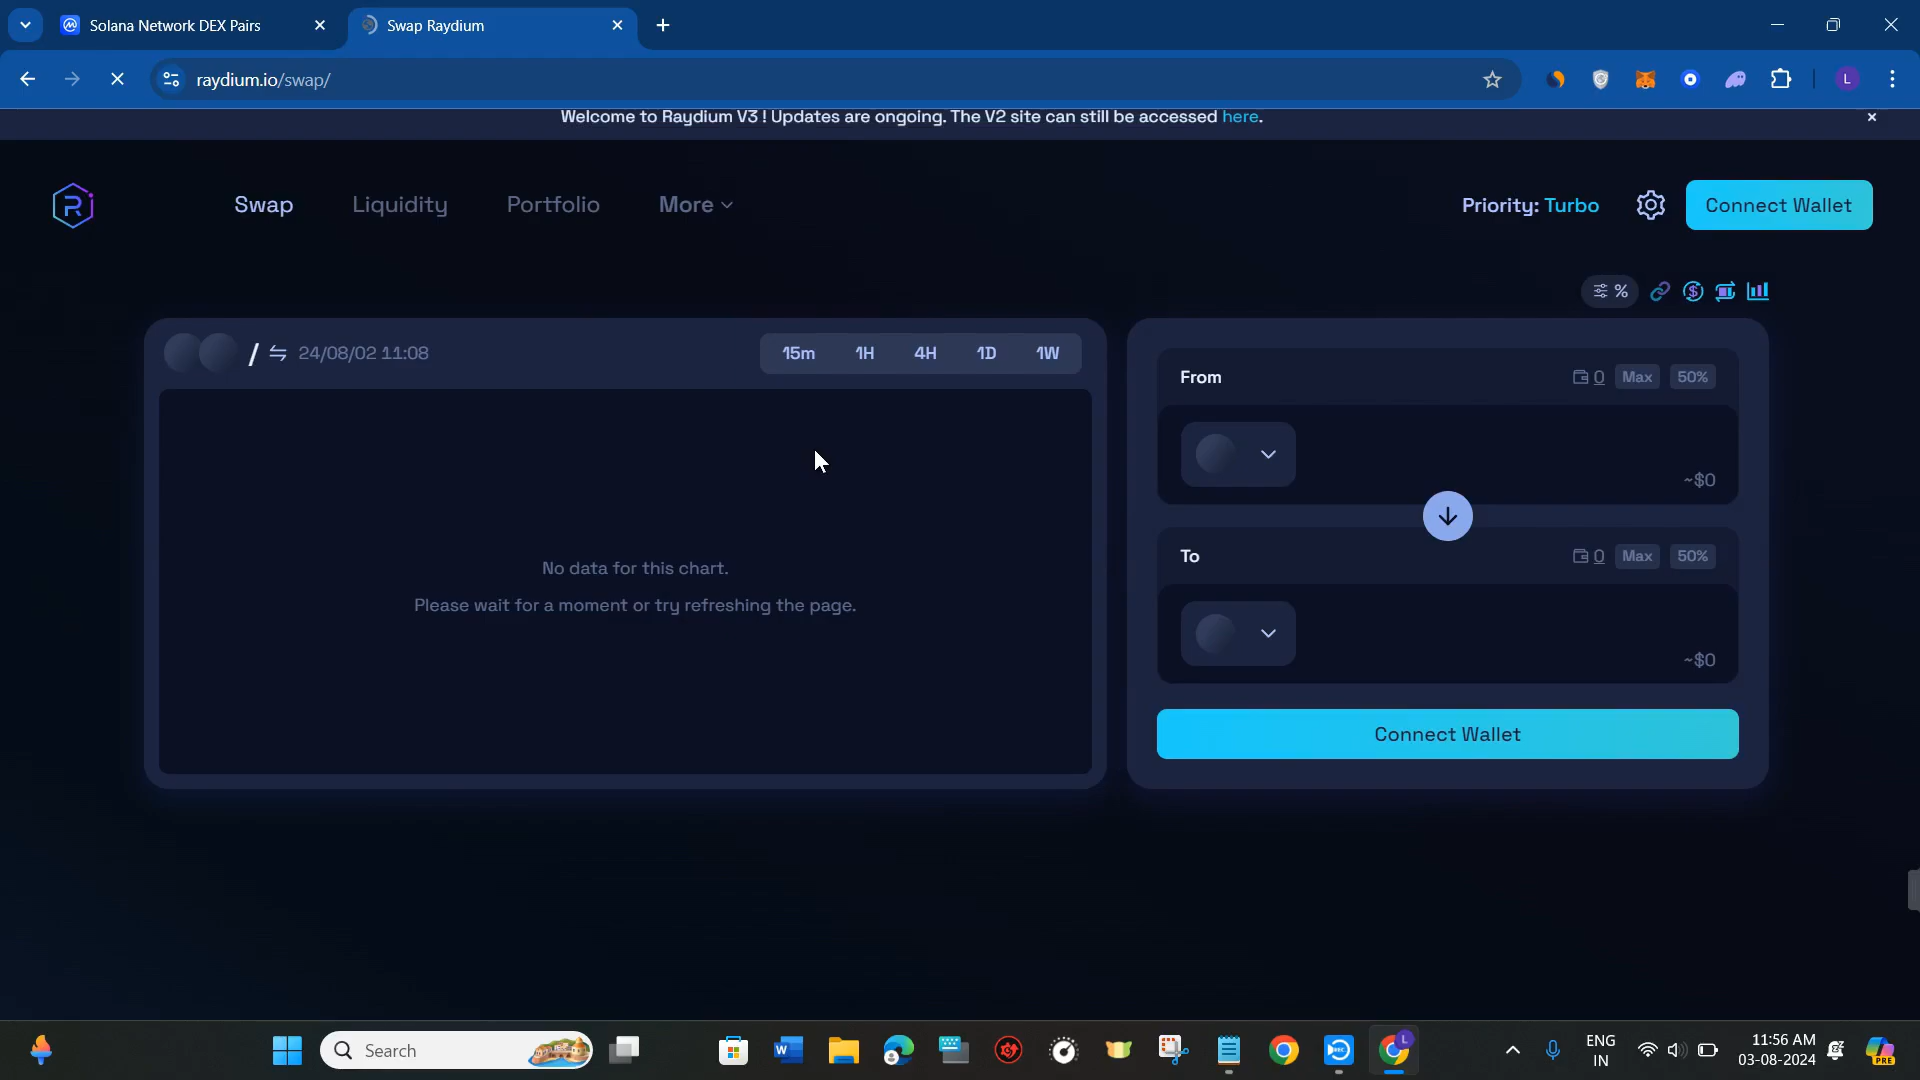 Solana Network DEX Pairs
Swap Raydium
raydium.io/swap/
L
Welcome to Raydium V3 ! Updates are ongoing. The V2 site can still be accessed here.
R
Swap
Liquidity
Portfolio
More
Priority: Turbo
Connect Wallet
%
/
24/08/02 11:08
15m
1H
4H
1D
1W
No data for this chart.
Please wait for a moment or try refreshing the page.
From
0
Max
50%
~$0
To
0
Max
50%
~$0
Connect Wallet
Search
W
REC
L
ENG
IN
11:56 AM
03-08-2024
PRE